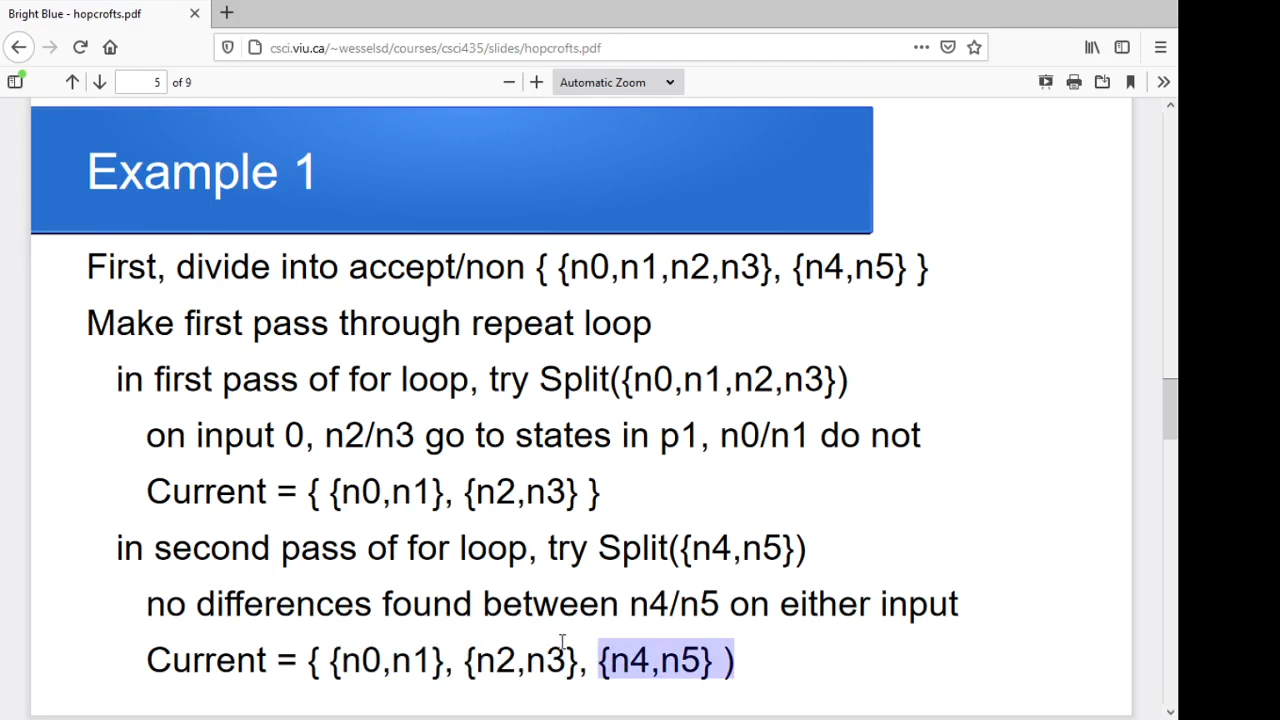 Bright Blue - hopcrofts.pdf
csci.viu.ca/~wesselsd/courses/csci435/slides/hopcrofts.pdf
5 of 9
Automatic Zoom
Example 1
First, divide into accept/non { {n0,n1,n2,n3}, {n4,n5} }
Make first pass through repeat loop
in first pass of for loop, try Split({n0,n1,n2,n3})
on input 0, n2/n3 go to states in p1, n0/n1 do not
Current = { {n0,n1}, {n2,n3} }
in second pass of for loop, try Split({n4,n5})
no differences found between n4/n5 on either input
Current = { {n0,n1}, {n2,n3}, {n4,n5} )